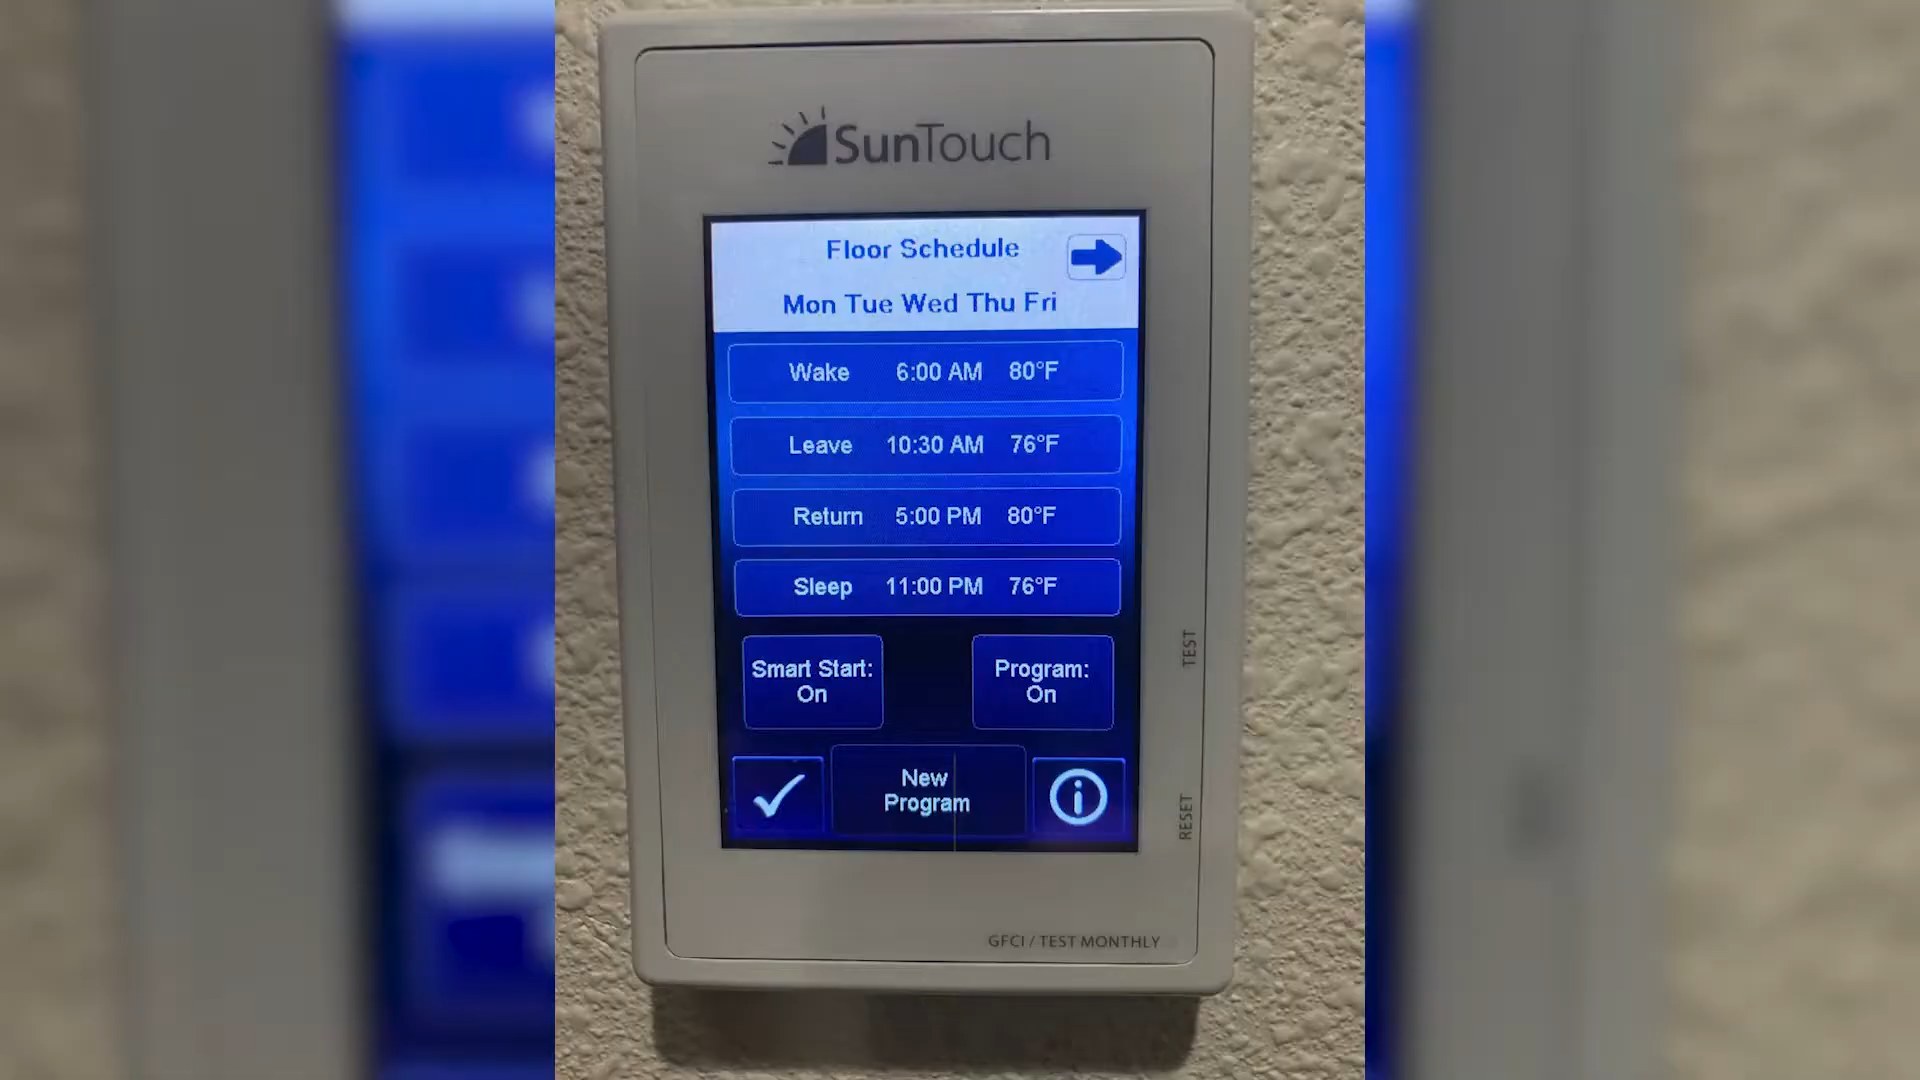 SunTouch
Floor Schedule
Mon Tue Wed Thu Fri
Wake 6:00 AM 80°F
Leave 10:30 AM 76°F
Return 5:00 PM 80°F
Sleep 11:00 PM 76°F
Smart Start:
On
Program:
On
New
Program
TEST
RESET
GFCI / TEST MONTHLY